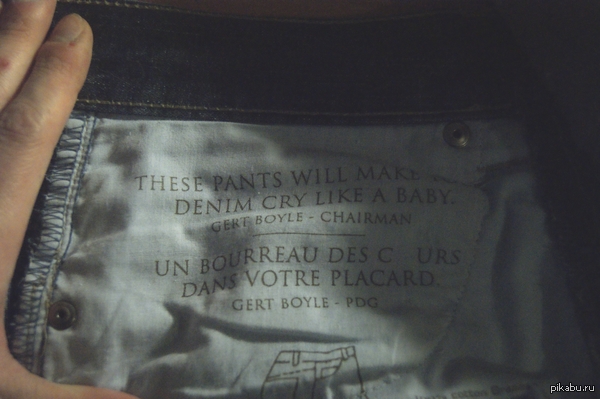 THESE PANTS WILL MAKE
DENIM CRY LIKE A BABY.
GERT BOYLE - CHAIRMAN
UN BOURREAU DES C URS
DANS VOTRE PLACARD.
GERT BOYLE - PDG
pikabu.ru